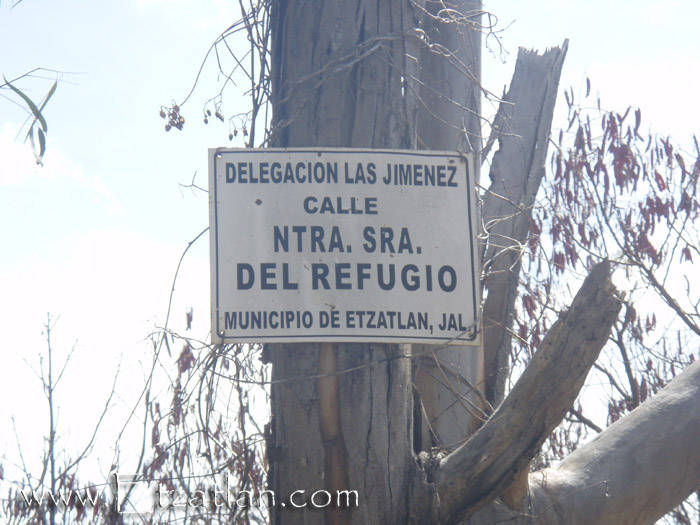 DELEGACION LAS JIMENEZ
CALLE
NTRA. SRA.
DEL REFUGIO
MUNICIPIO DE ETZATLAN, JAL.
www.Etzatlan.com